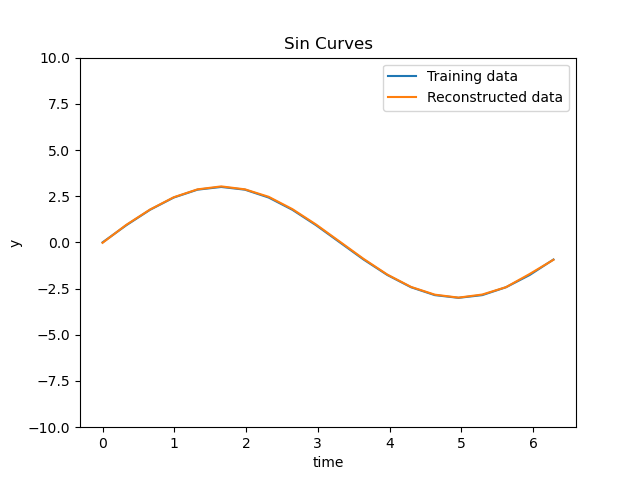 Sin Curves
Training data
Reconstructed data
10.0
7.5
5.0
2.5
0.0
−2.5
−5.0
−7.5
−10.0
y
0 1 2 3 4 5 6
time